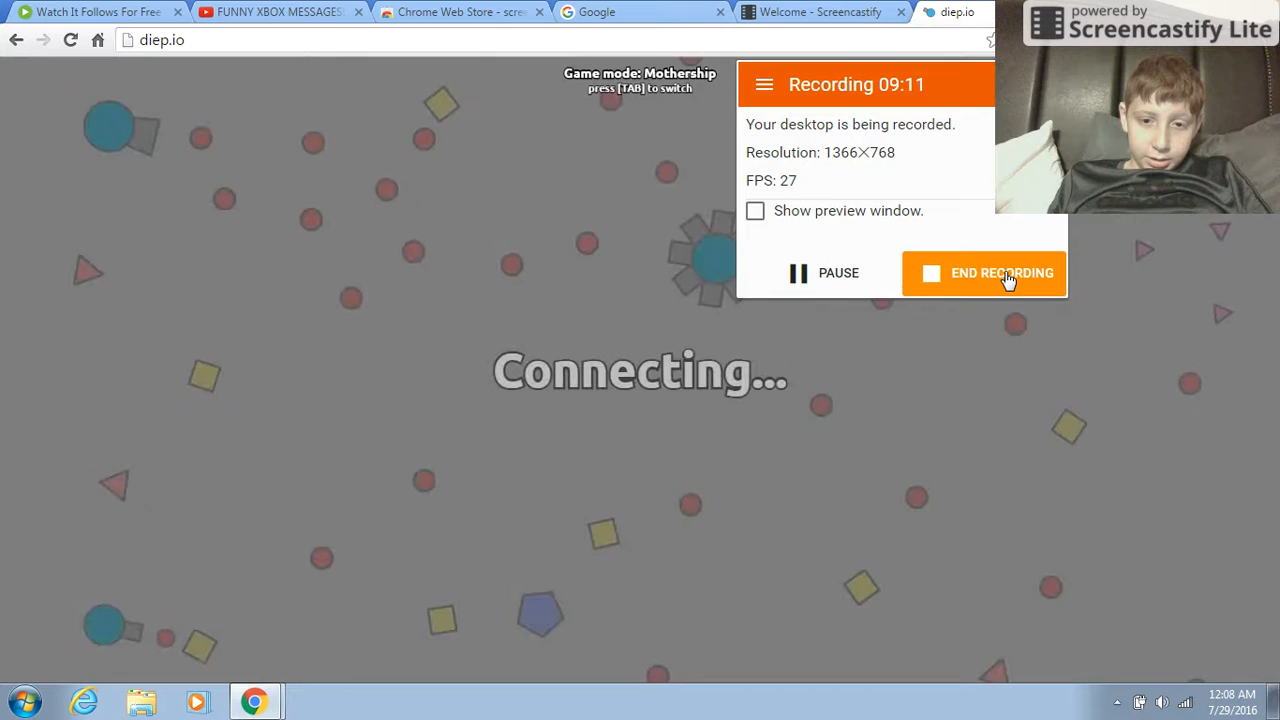 Watch It Follows For Free
FUNNY XBOX MESSAGES
Chrome Web Store - scre
Google
Welcome - Screencastify
diep.io
powered by
Screencastify Lite
diep.io
Game mode: Mothership
press [TAB] to switch
Recording 09:11
Your desktop is being recorded.
Resolution: 1366×768
FPS: 27
Show preview window.
PAUSE
END RECORDING
Connecting...
12:08 AM
7/29/2016